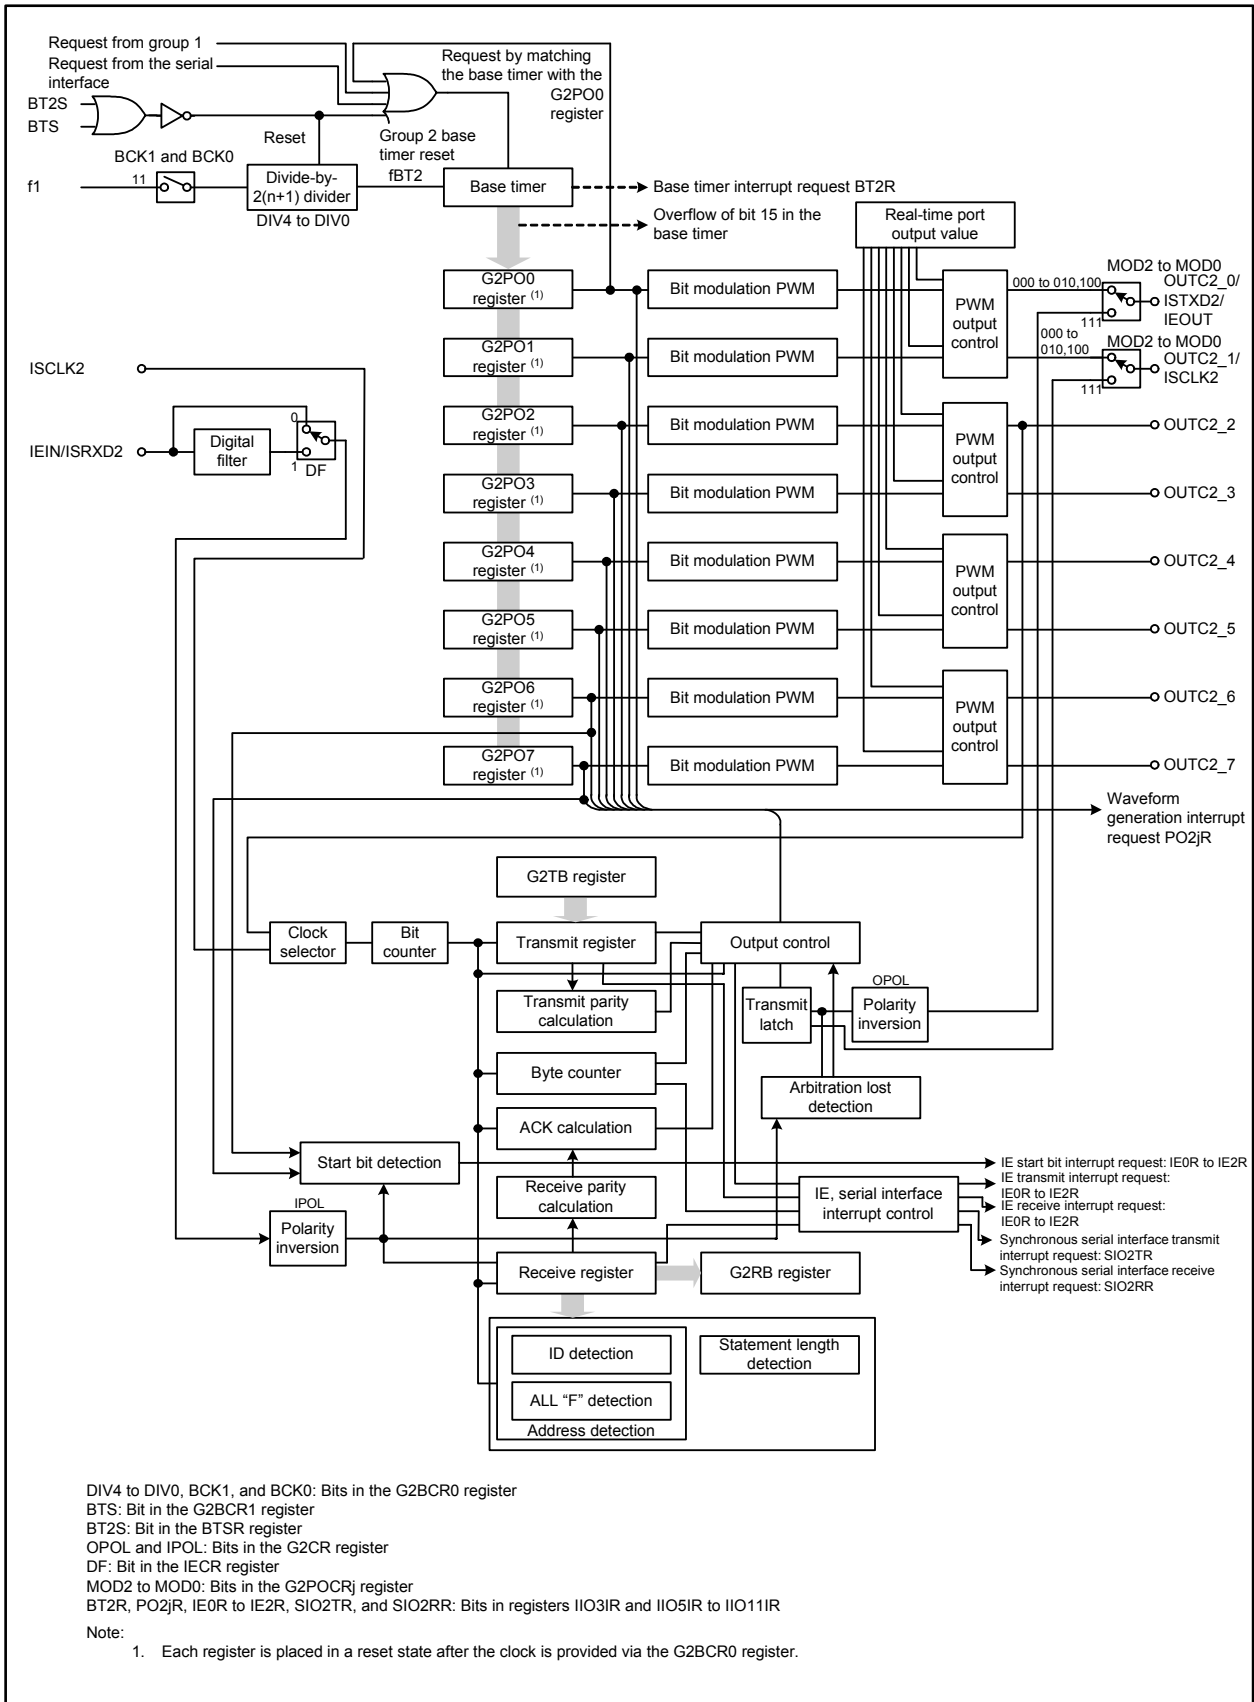 Request from group 1
Request from the serial
interface
BT2S
BTS
Request by matching
the base timer with the
G2PO0
register
Reset
Group 2 base
timer reset
BCK1 and BCK0
f1
11
Divide-by-
2(n+1) divider
DIV4 to DIV0
fBT2
Base timer
Base timer interrupt request BT2R
Overflow of bit 15 in the
base timer
Real-time port
output value
G2PO0
register (1)
Bit modulation PWM
G2PO1
register (1)
Bit modulation PWM
PWM
output
control
000 to 010,100
111
MOD2 to MOD0
OUTC2_0/
ISTXD2/
IEOUT
000 to
010,100
111
MOD2 to MOD0
OUTC2_1/
ISCLK2
ISCLK2
IEIN/ISRXD2
Digital
filter
0
1
DF
G2PO2
register (1)
Bit modulation PWM
OUTC2_2
PWM
output
control
G2PO3
register (1)
Bit modulation PWM
OUTC2_3
G2PO4
register (1)
Bit modulation PWM
OUTC2_4
PWM
output
control
G2PO5
register (1)
Bit modulation PWM
OUTC2_5
G2PO6
register (1)
Bit modulation PWM
OUTC2_6
PWM
output
control
G2PO7
register (1)
Bit modulation PWM
OUTC2_7
Waveform
generation interrupt
request PO2jR
G2TB register
Clock
selector
Bit
counter
Transmit register
Output control
Transmit parity
calculation
Transmit
latch
OPOL
Polarity
inversion
Byte counter
Arbitration lost
detection
ACK calculation
Start bit detection
Receive parity
calculation
IE, serial interface
interrupt control
IE start bit interrupt request: IE0R to IE2R
IE transmit interrupt request:
IE0R to IE2R
IE receive interrupt request:
IE0R to IE2R
Synchronous serial interface transmit
interrupt request: SIO2TR
Synchronous serial interface receive
interrupt request: SIO2RR
IPOL
Polarity
inversion
Receive register
G2RB register
ID detection
Statement length
detection
ALL “F” detection
Address detection
DIV4 to DIV0, BCK1, and BCK0: Bits in the G2BCR0 register
BTS: Bit in the G2BCR1 register
BT2S: Bit in the BTSR register
OPOL and IPOL: Bits in the G2CR register
DF: Bit in the IECR register
MOD2 to MOD0: Bits in the G2POCRj register
BT2R, PO2jR, IE0R to IE2R, SIO2TR, and SIO2RR: Bits in registers IIO3IR and IIO5IR to IIO11IR
Note:
1. Each register is placed in a reset state after the clock is provided via the G2BCR0 register.